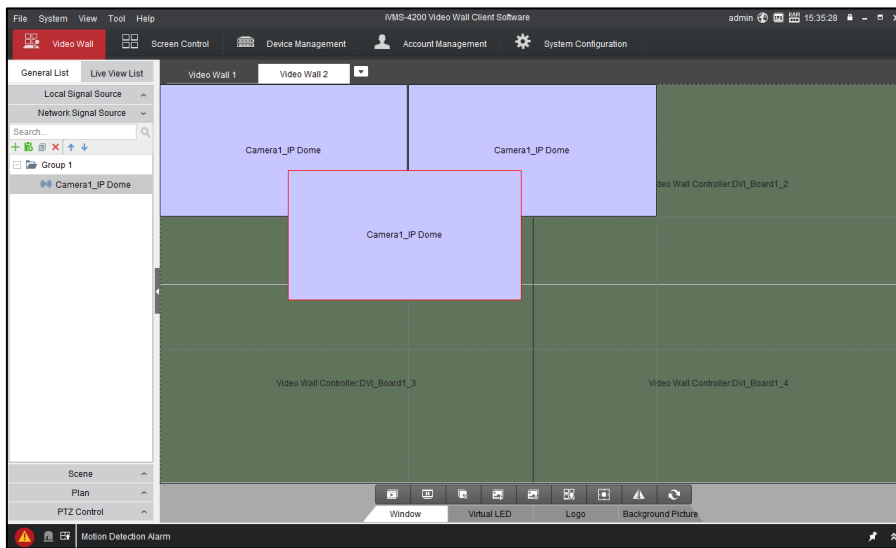 File System View Tool Help
iVMS-4200 Video Wall Client Software
admin 15:35:28
Video Wall Screen Control Device Management Account Management System Configuration
General List Live View List
Video Wall 1 Video Wall 2
Local Signal Source
Network Signal Source
Search...
Group 1
Camera1_IP Dome
Camera1_IP Dome
Camera1_IP Dome
Camera1_IP Dome
deo Wall Controller:DVI_Board1_2
Video Wall Controller:DVI_Board1_3
Video Wall Controller:DVI_Board1_4
Scene
Plan
PTZ Control
Window Virtual LED Logo Background Picture
Motion Detection Alarm